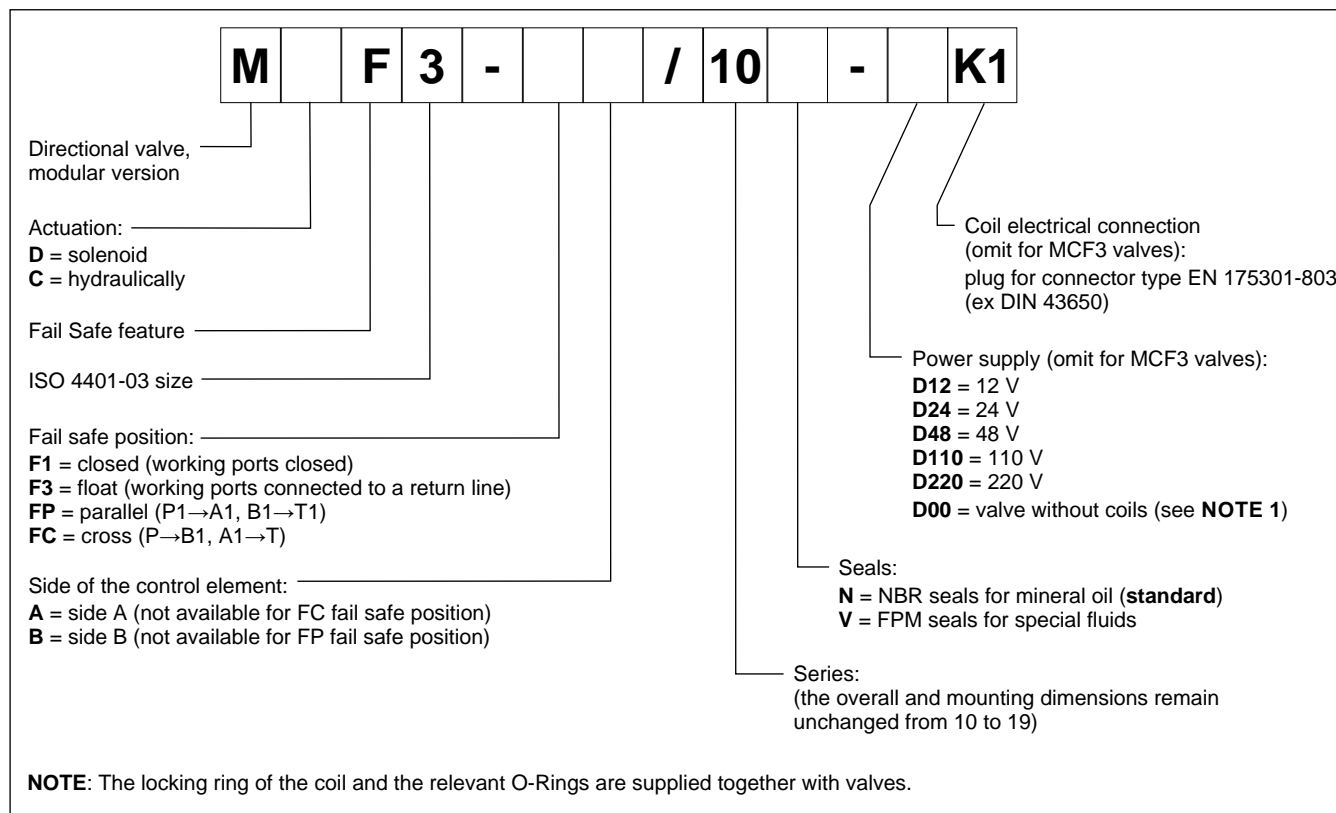 M F 3 - / 10 - K1
Directional valve,
modular version
Actuation:
D = solenoid
C = hydraulically
Fail Safe feature
ISO 4401-03 size
Fail safe position:
F1 = closed (working ports closed)
F3 = float (working ports connected to a return line)
FP = parallel (P1→A1, B1→T1)
FC = cross (P→B1, A1→T)
Side of the control element:
A = side A (not available for FC fail safe position)
B = side B (not available for FP fail safe position)
Coil electrical connection
(omit for MCF3 valves):
plug for connector type EN 175301-803
(ex DIN 43650)
Power supply (omit for MCF3 valves):
D12 = 12 V
D24 = 24 V
D48 = 48 V
D110 = 110 V
D220 = 220 V
D00 = valve without coils (see NOTE 1)
Seals:
N = NBR seals for mineral oil (standard)
V = FPM seals for special fluids
Series:
(the overall and mounting dimensions remain
unchanged from 10 to 19)
NOTE: The locking ring of the coil and the relevant O-Rings are supplied together with valves.